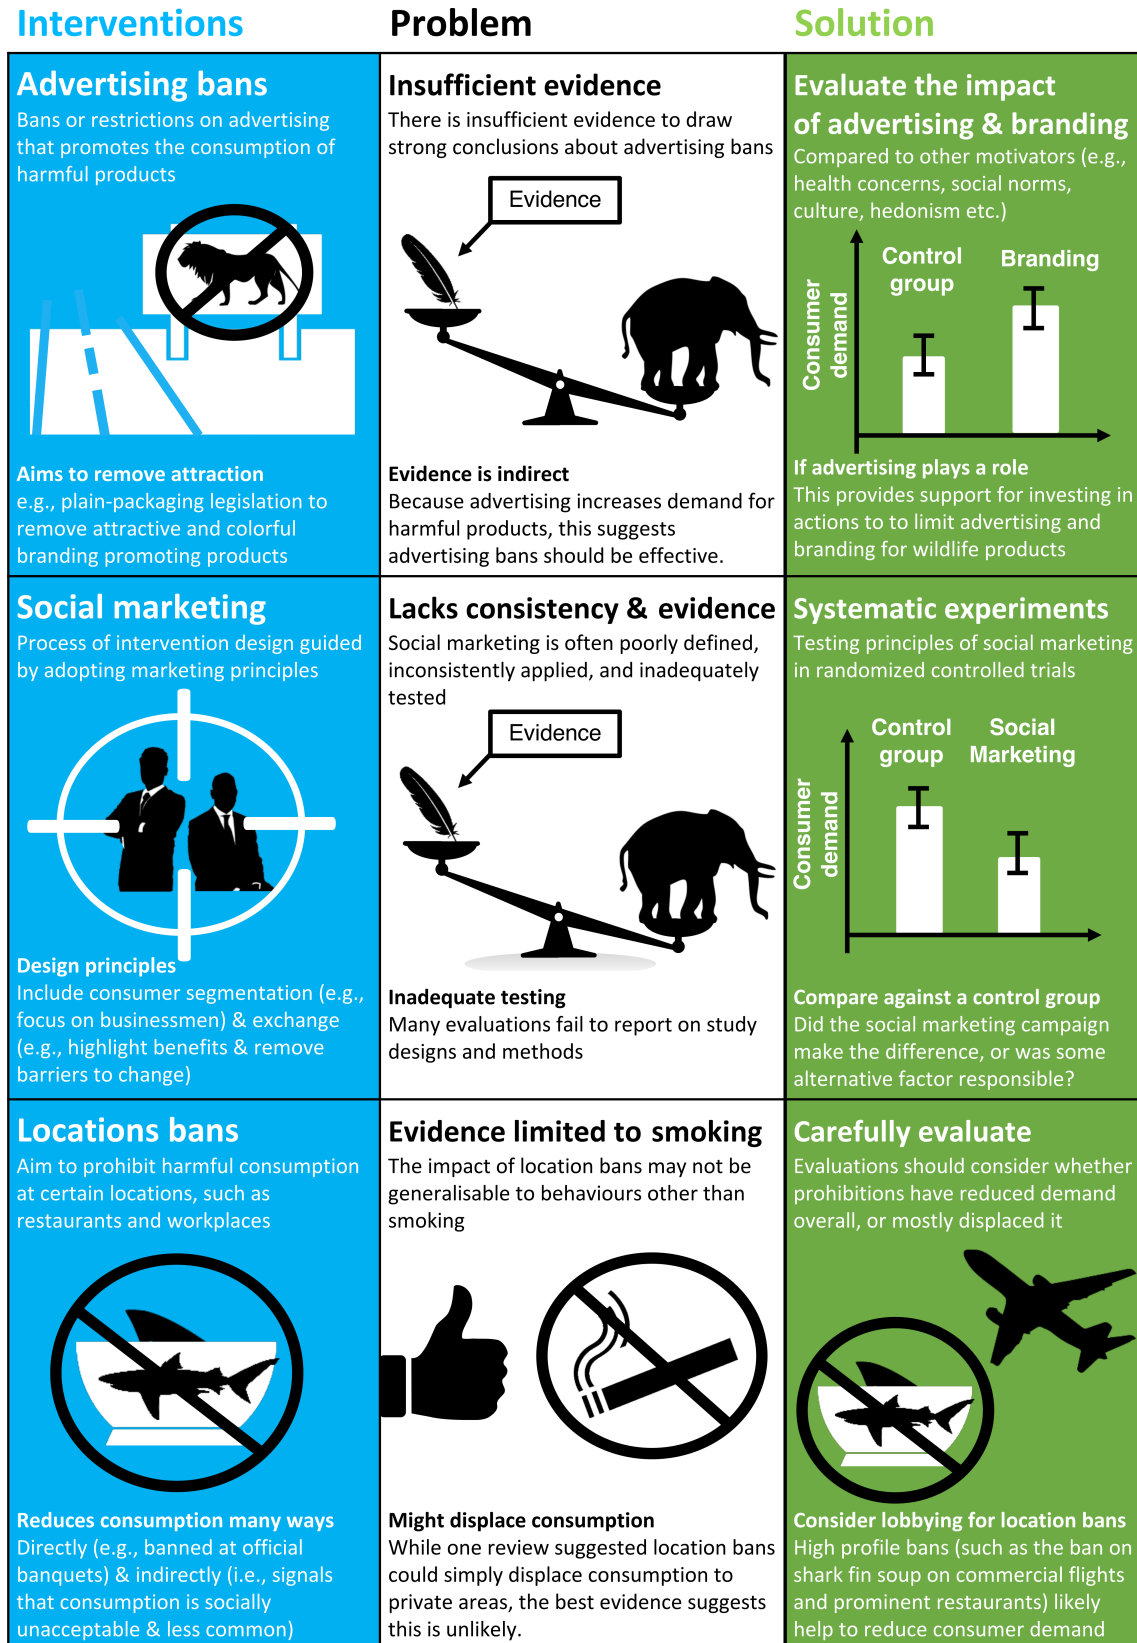 Interventions
Problem
Solution
Advertising bans
Bans or restrictions on advertising
that promotes the consumption of
harmful products
Aims to remove attraction
e.g., plain-packaging legislation to
remove attractive and colorful
branding promoting products
Insufficient evidence
There is insufficient evidence to draw
strong conclusions about advertising bans
Evidence
Evidence is indirect
Because advertising increases demand for
harmful products, this suggests
advertising bans should be effective.
Evaluate the impact
of advertising & branding
Compared to other motivators (e.g.,
health concerns, social norms,
culture, hedonism etc.)
Control
group
Branding
Consumer
demand
If advertising plays a role
This provides support for investing in
actions to to limit advertising and
branding for wildlife products
Social marketing
Process of intervention design guided
by adopting marketing principles
Design principles
Include consumer segmentation (e.g.,
focus on businessmen) & exchange
(e.g., highlight benefits & remove
barriers to change)
Lacks consistency & evidence
Social marketing is often poorly defined,
inconsistently applied, and inadequately
tested
Evidence
Inadequate testing
Many evaluations fail to report on study
designs and methods
Systematic experiments
Testing principles of social marketing
in randomized controlled trials
Control
group
Social
Marketing
Consumer
demand
Compare against a control group
Did the social marketing campaign
make the difference, or was some
alternative factor responsible?
Locations bans
Aim to prohibit harmful consumption
at certain locations, such as
restaurants and workplaces
Reduces consumption many ways
Directly (e.g., banned at official
banquets) & indirectly (i.e., signals
that consumption is socially
unacceptable & less common)
Evidence limited to smoking
The impact of location bans may not be
generalisable to behaviours other than
smoking
Might displace consumption
While one review suggested location bans
could simply displace consumption to
private areas, the best evidence suggests
this is unlikely.
Carefully evaluate
Evaluations should consider whether
prohibitions have reduced demand
overall, or mostly displaced it
Consider lobbying for location bans
High profile bans (such as the ban on
shark fin soup on commercial flights
and prominent restaurants) likely
help to reduce consumer demand